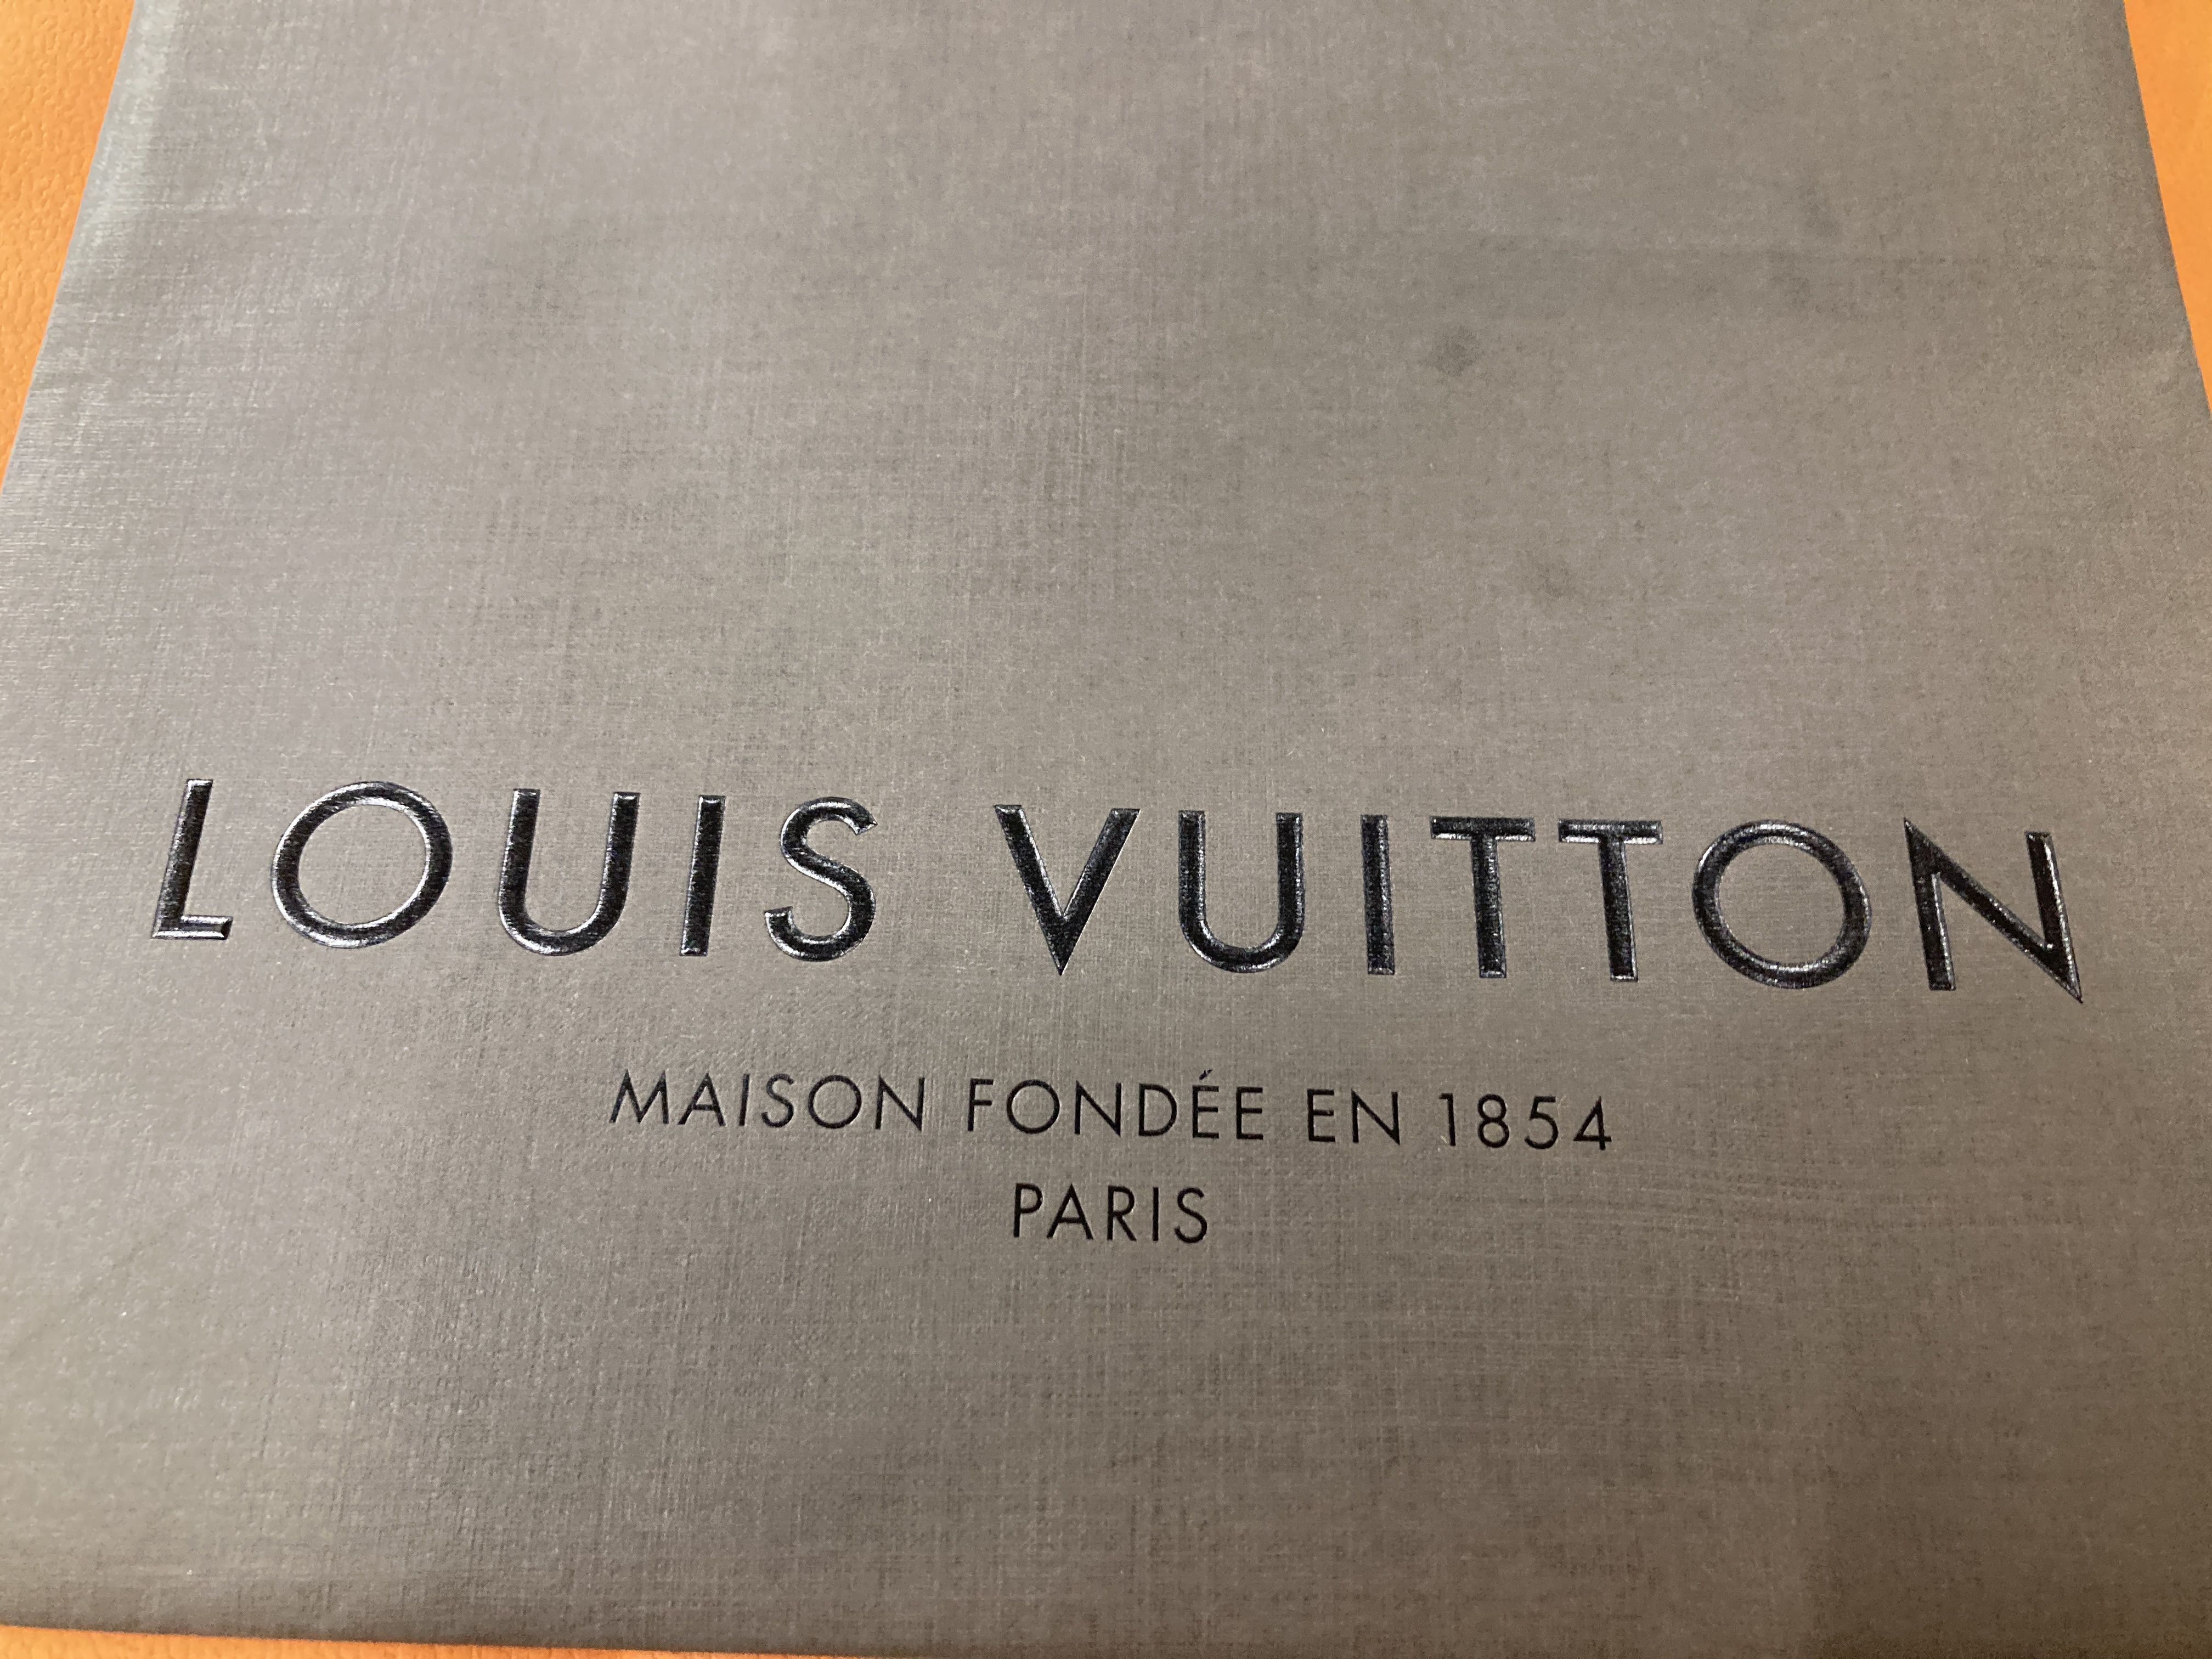 LOUIS VUITTON
MAISON FONDÉE EN 1854
PARIS